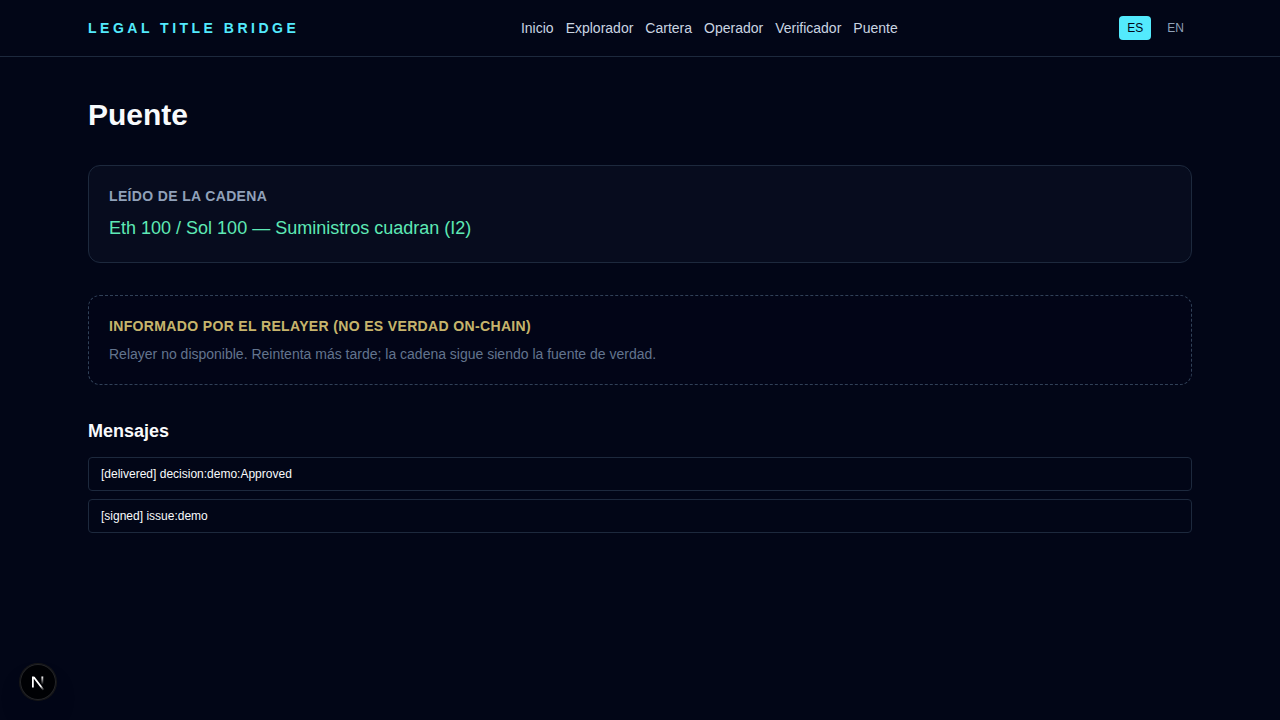 LEGAL TITLE BRIDGE
Inicio Explorador Cartera Operador Verificador Puente
ES EN
Puente
LEÍDO DE LA CADENA
Eth 100 / Sol 100 — Suministros cuadran (I2)
INFORMADO POR EL RELAYER (NO ES VERDAD ON-CHAIN)
Relayer no disponible. Reintenta más tarde; la cadena sigue siendo la fuente de verdad.
Mensajes
[delivered] decision:demo:Approved
[signed] issue:demo
N